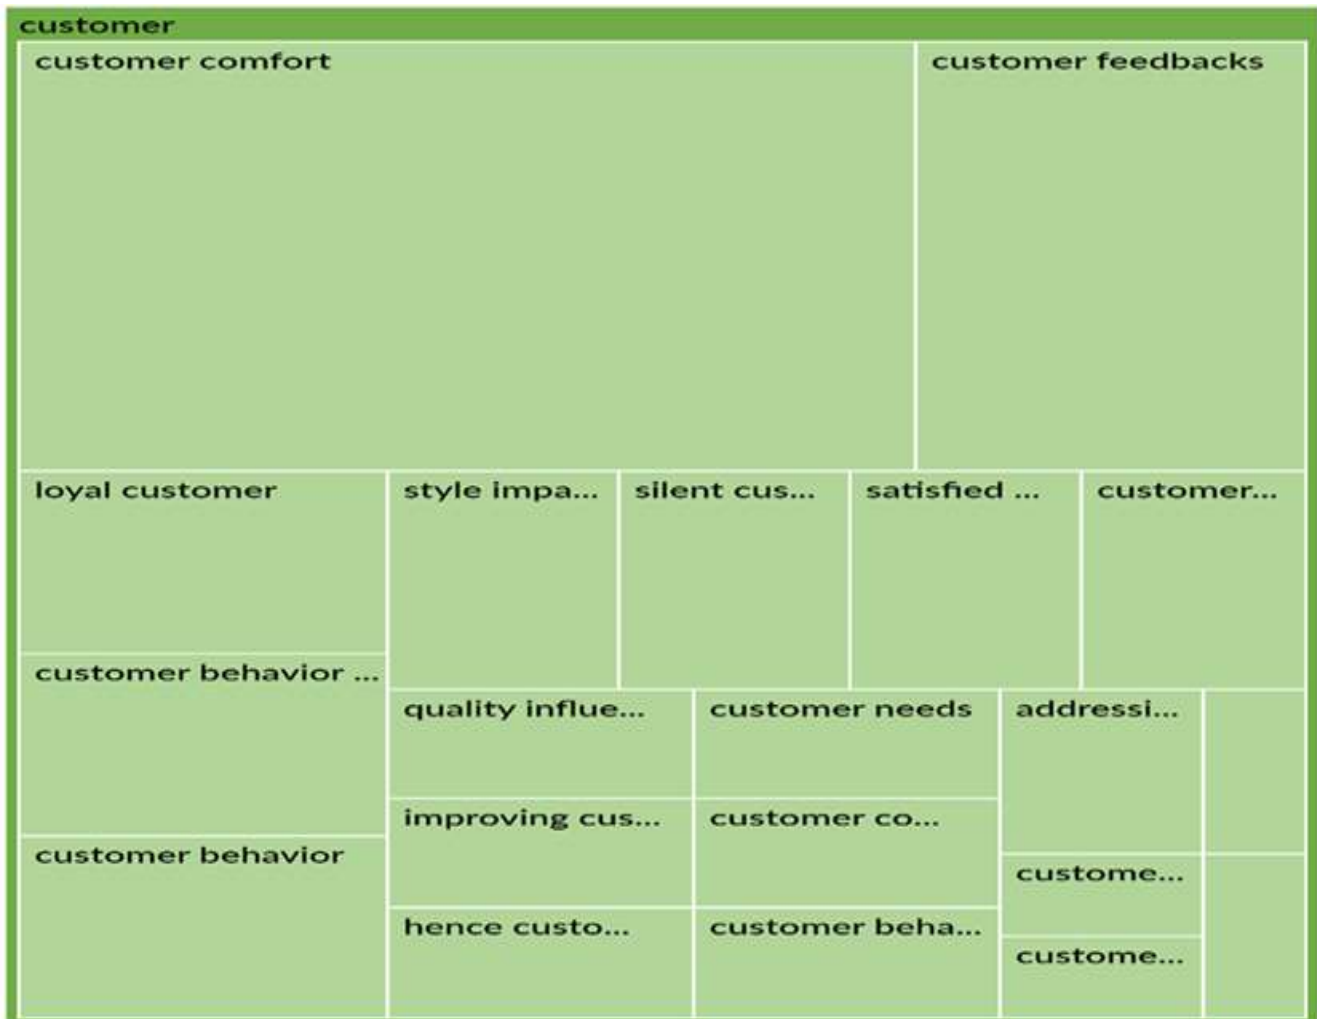 customer
customer comfort
customer feedbacks
loyal customer
style impa...
silent cus...
satisfied ...
customer...
customer behavior ...
quality influe...
customer needs
addressi...
improving cus...
customer co...
customer behavior
custome...
hence custo...
customer beha...
custome...